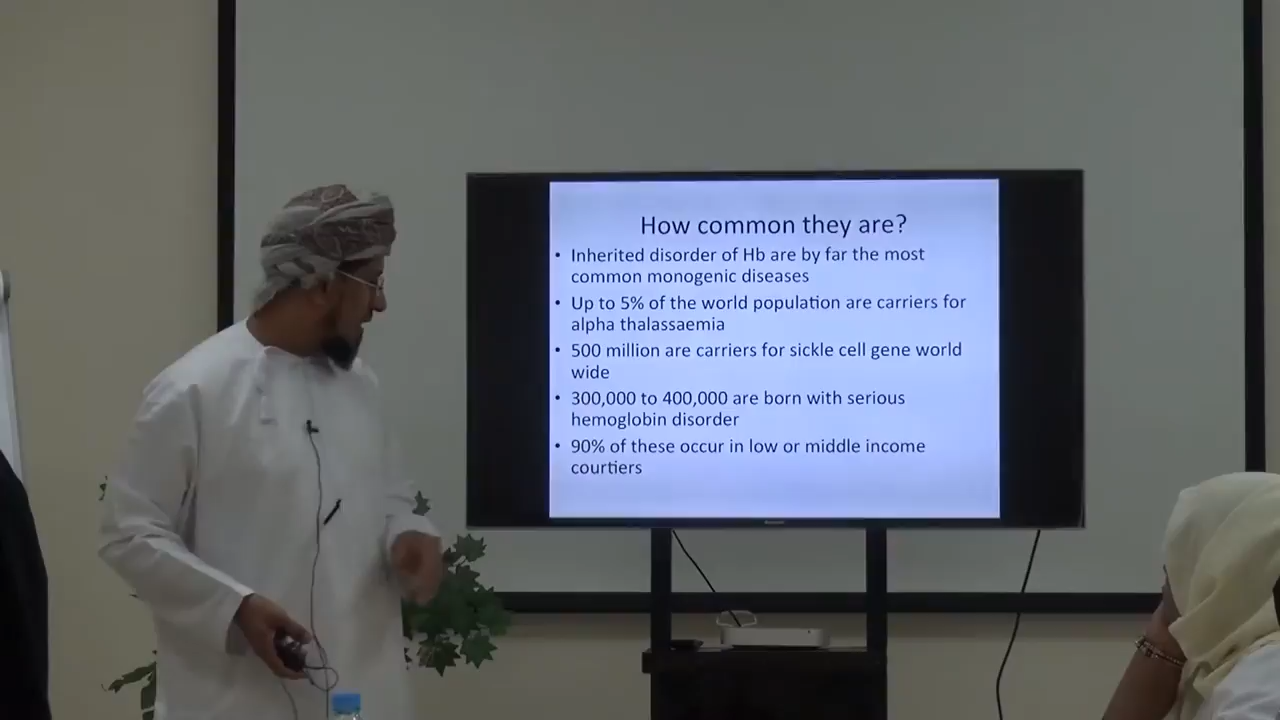 How common they are?
• Inherited disorder of Hb are by far the most
common monogenic diseases
• Up to 5% of the world population are carriers for
alpha thalassaemia
• 500 million are carriers for sickle cell gene world
wide
• 300,000 to 400,000 are born with serious
hemoglobin disorder
• 90% of these occur in low or middle income
courtiers